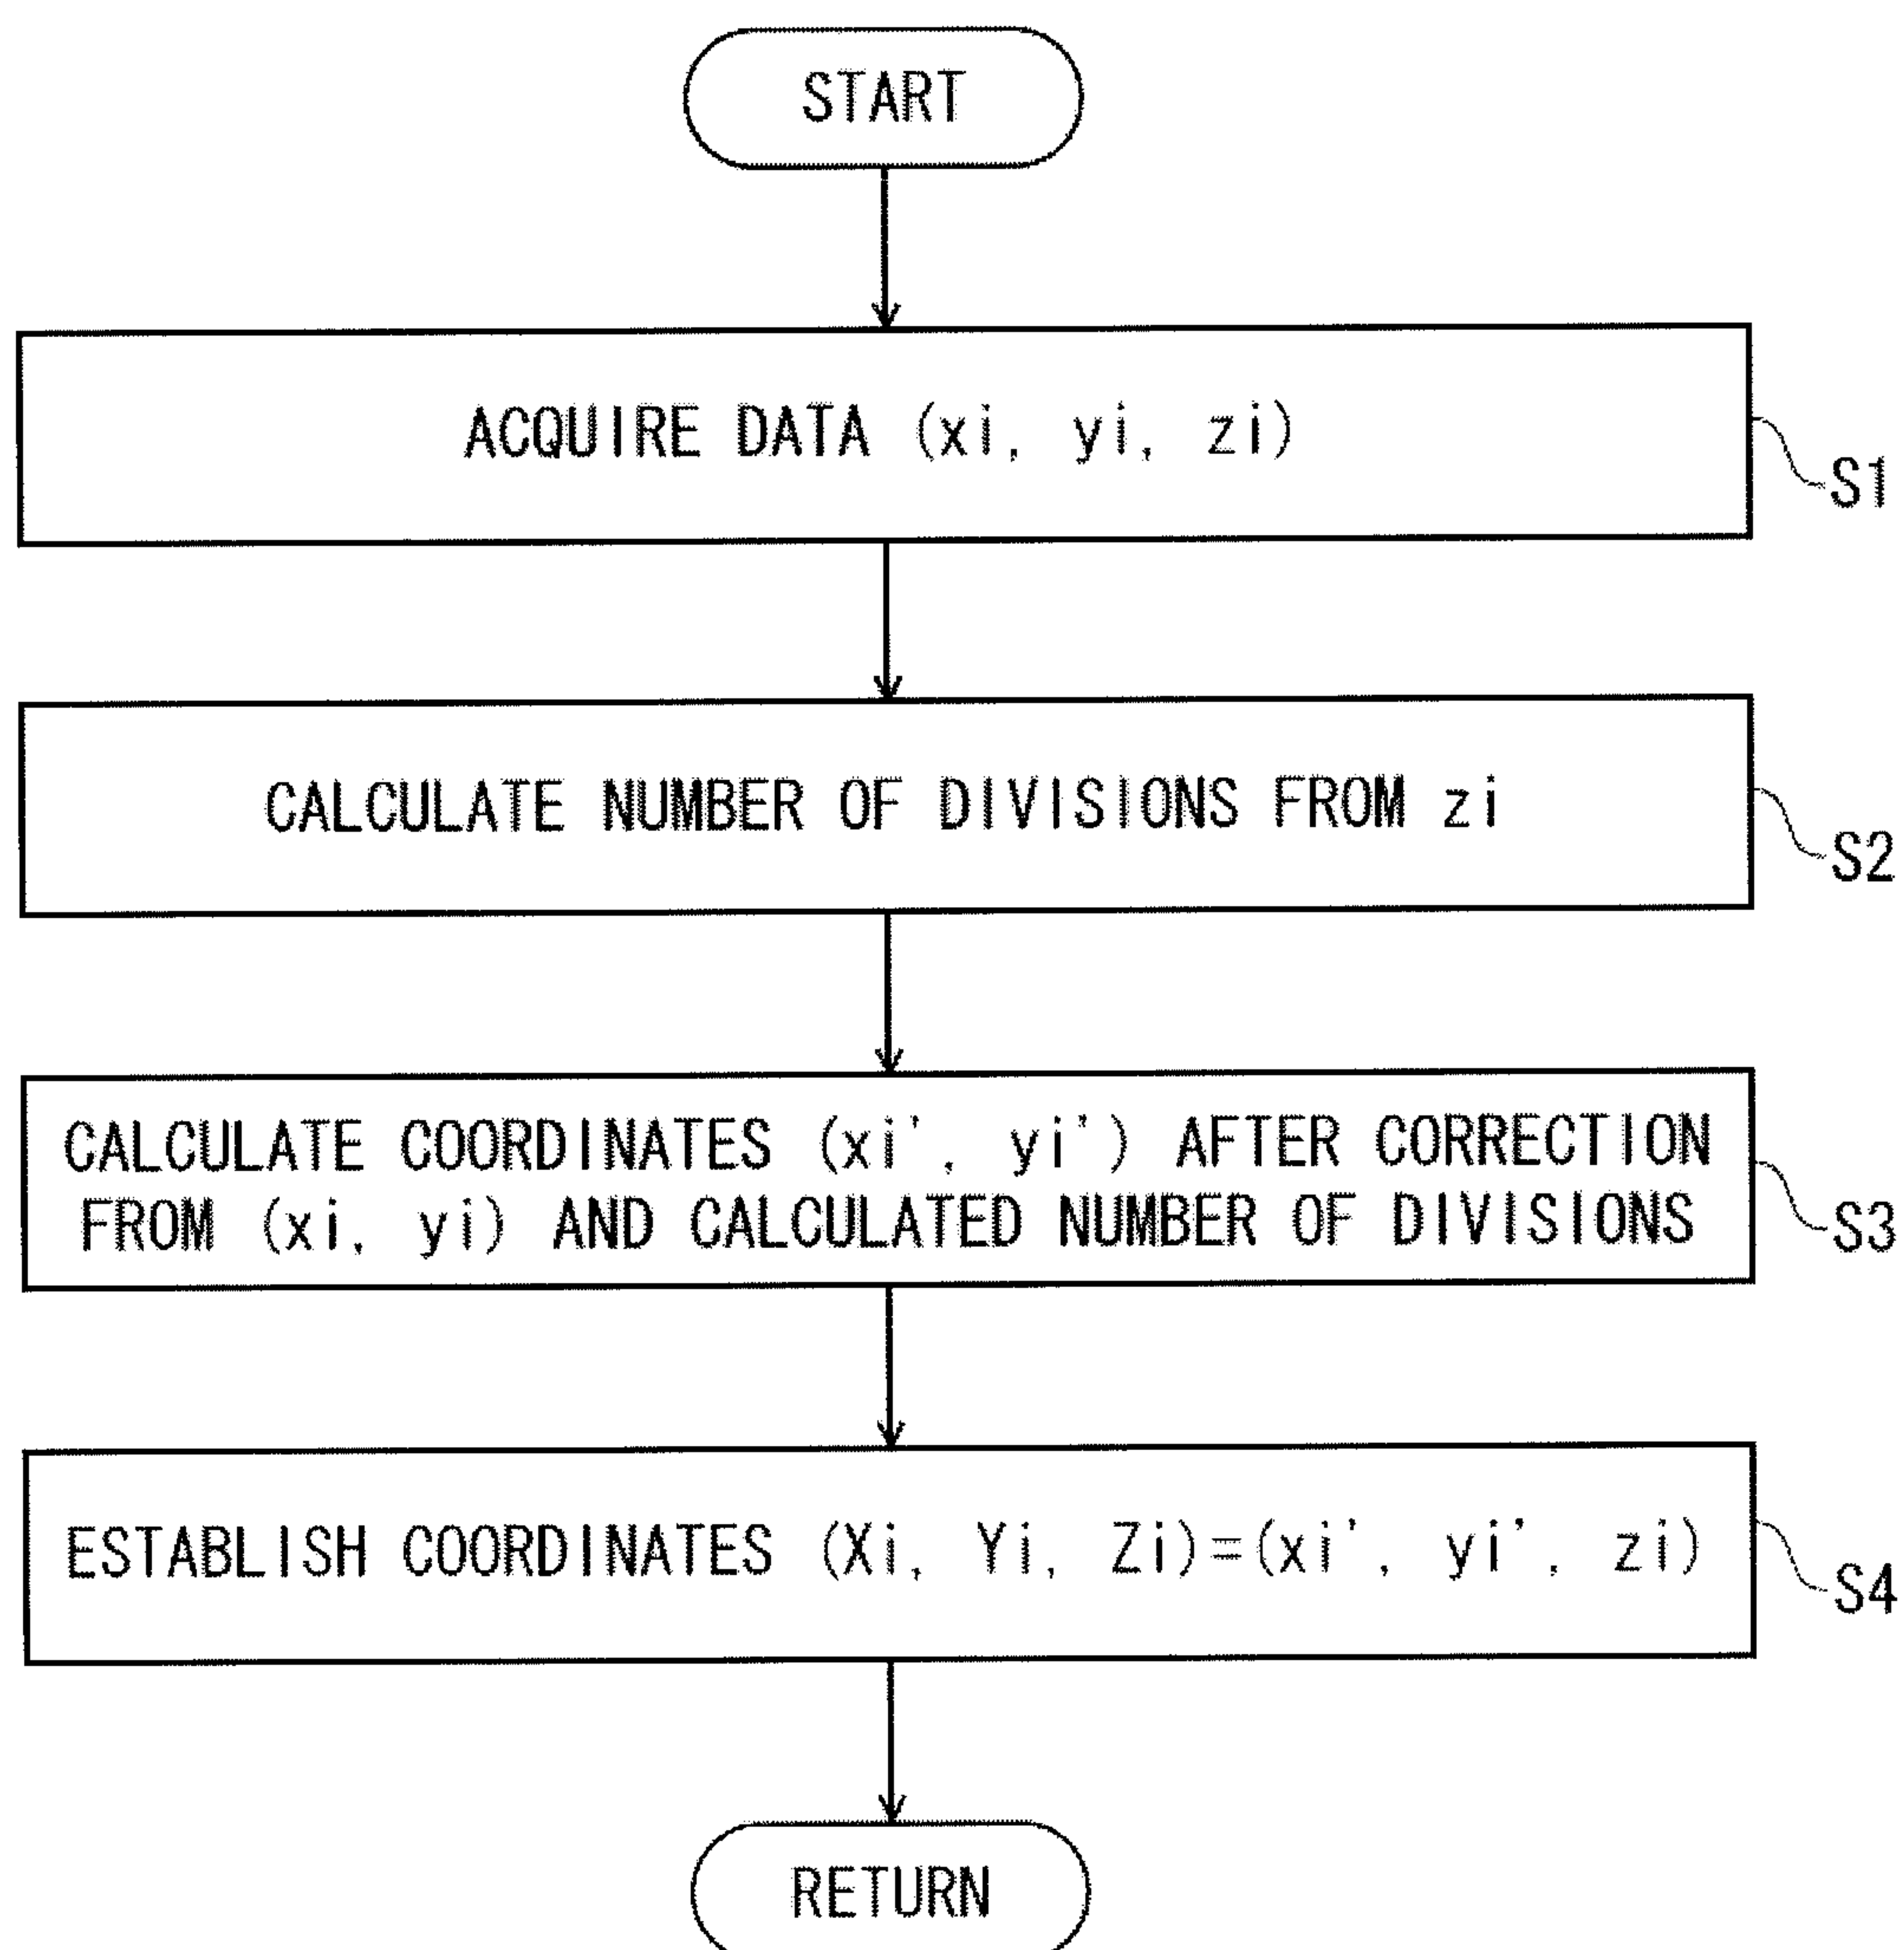 START
ACQUIRE DATA (xi, yi, zi)
S1
CALCULATE NUMBER OF DIVISIONS FROM zi
S2
CALCULATE COORDINATES (xi', yi') AFTER CORRECTION
FROM (xi, yi) AND CALCULATED NUMBER OF DIVISIONS
S3
ESTABLISH COORDINATES (Xi, Yi, Zi)=(xi', yi', zi)
S4
RETURN